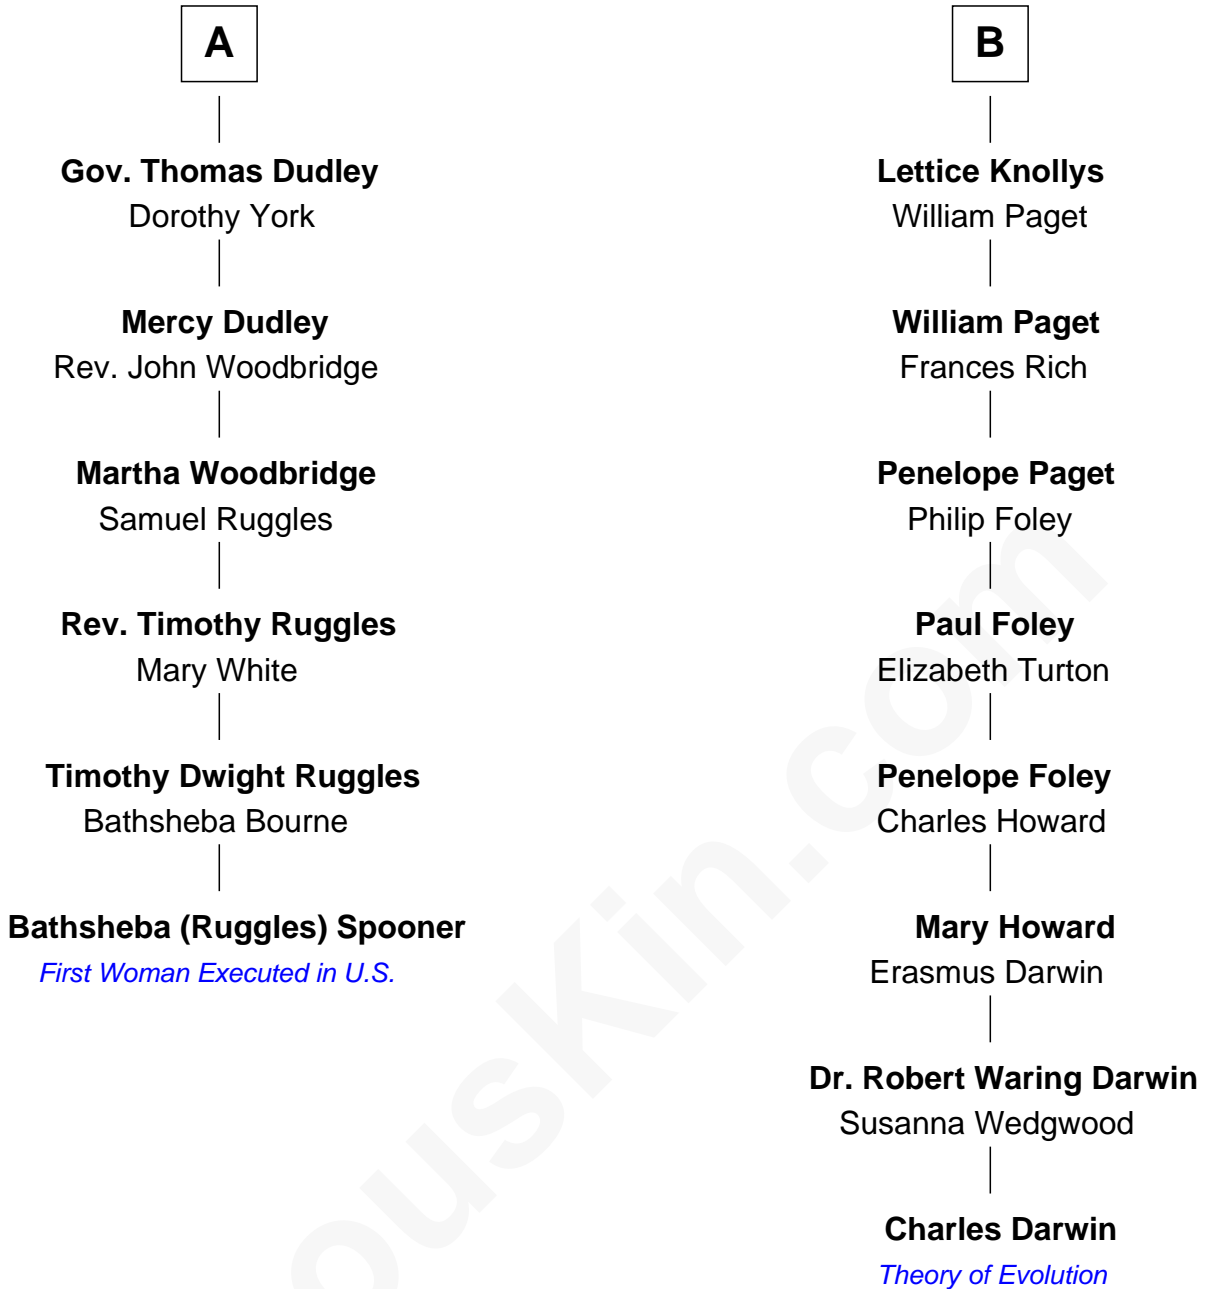 A
Gov. Thomas Dudley
Dorothy York
Mercy Dudley
Rev. John Woodbridge
Martha Woodbridge
Samuel Ruggles
Rev. Timothy Ruggles
Mary White
Timothy Dwight Ruggles
Bathsheba Bourne
Bathsheba (Ruggles) Spooner
First Woman Executed in U.S.
B
Lettice Knollys
William Paget
William Paget
Frances Rich
Penelope Paget
Philip Foley
Paul Foley
Elizabeth Turton
Penelope Foley
Charles Howard
Mary Howard
Erasmus Darwin
Dr. Robert Waring Darwin
Susanna Wedgwood
Charles Darwin
Theory of Evolution
ousKin.com